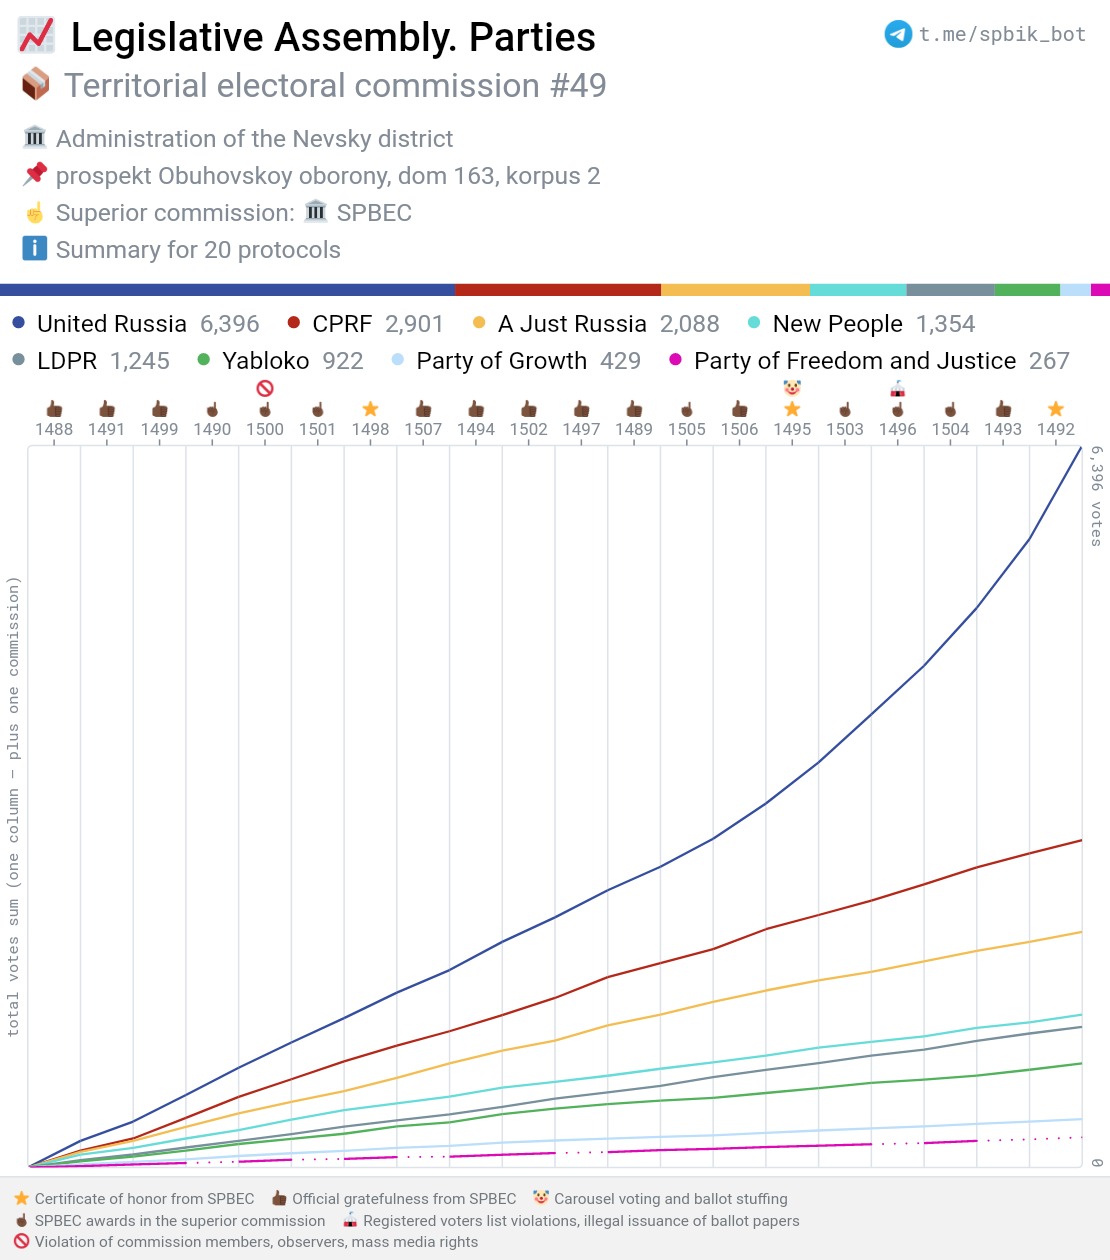 Legislative Assembly. Parties
t.me/spbik_bot
Territorial electoral commission #49
Administration of the Nevsky district
prospekt Obuhovskoy oborony, dom 163, korpus 2
Superior commission: SPBEC
Summary for 20 protocols
United Russia 6,396 CPRF 2,901 A Just Russia 2,088 New People 1,354
LDPR 1,245 Yabloko 922 Party of Growth 429 Party of Freedom and Justice 267
1488 1491 1499 1490 1500 1501 1498 1507 1494 1502 1497 1489 1505 1506 1495 1503 1496 1504 1493 1492
6,396 votes
total votes sum (one column – plus one commission)
0
Certificate of honor from SPBEC Official gratefulness from SPBEC Carousel voting and ballot stuffing
SPBEC awards in the superior commission Registered voters list violations, illegal issuance of ballot papers
Violation of commission members, observers, mass media rights